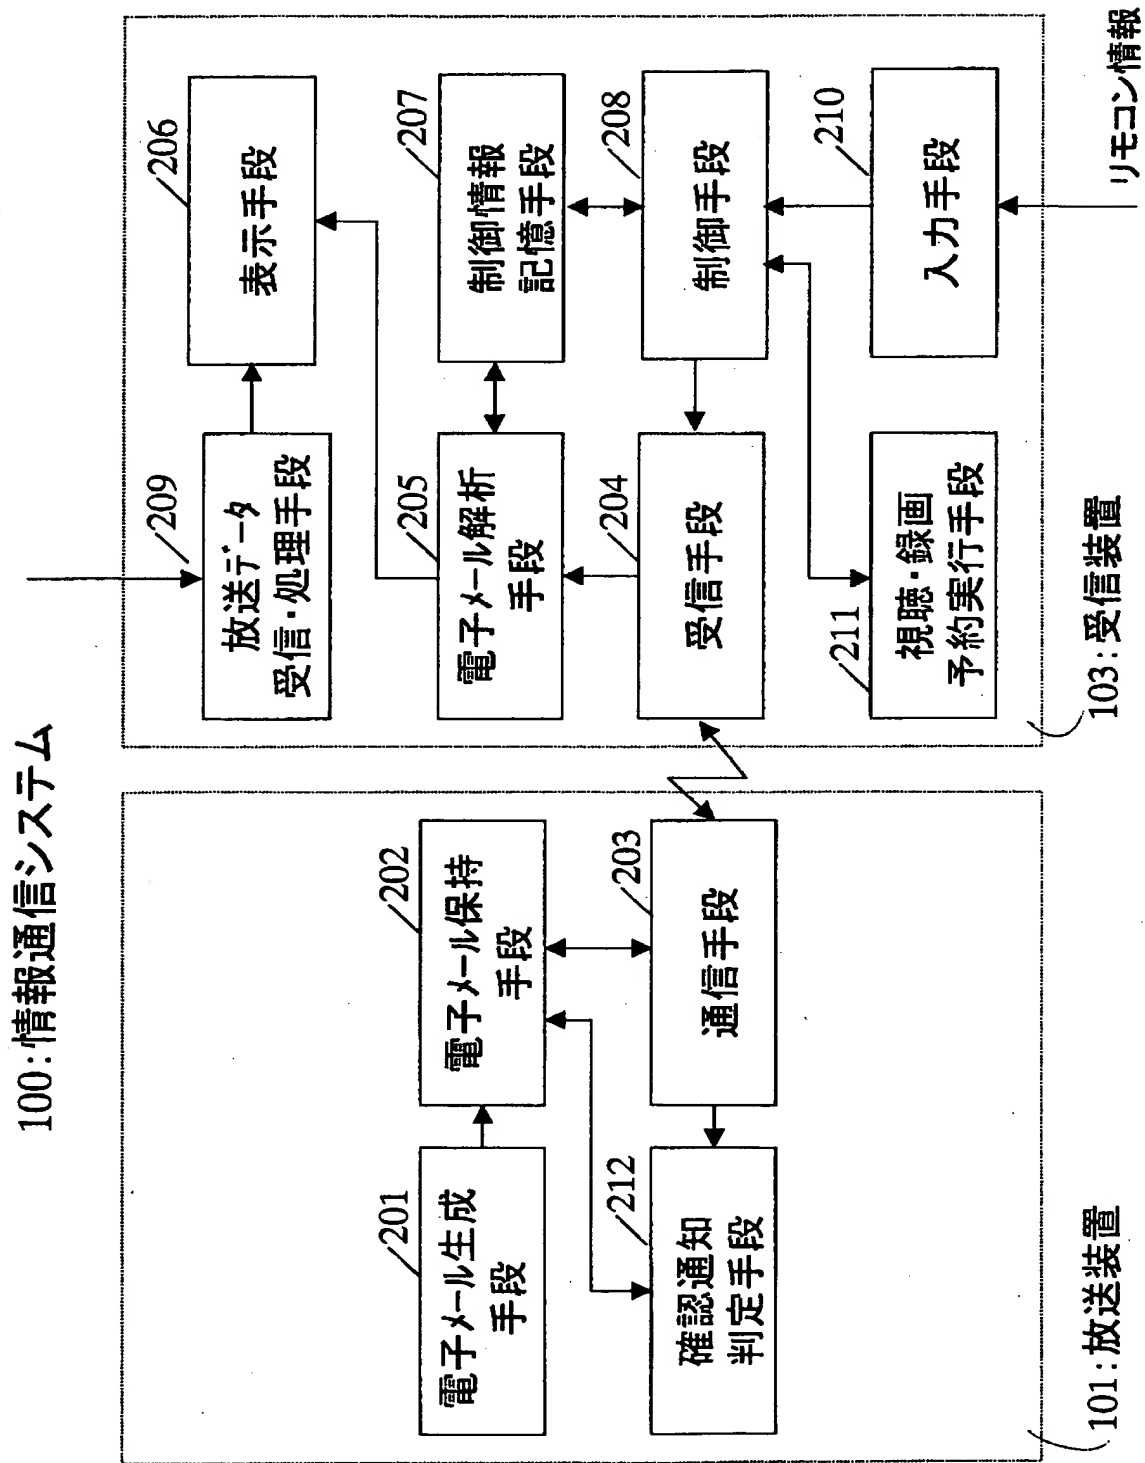 100:情報通信システム
201
電子メール生成
手段
202
電子メール保持
手段
212
確認通知
判定手段
203
通信手段
101:放送装置
209
放送データ
受信・処理手段
206
表示手段
205
電子メール解析
手段
207
制御情報
記憶手段
204
受信手段
208
制御手段
211
視聴・録画
予約実行手段
210
入力手段
103:受信装置
リモコン情報